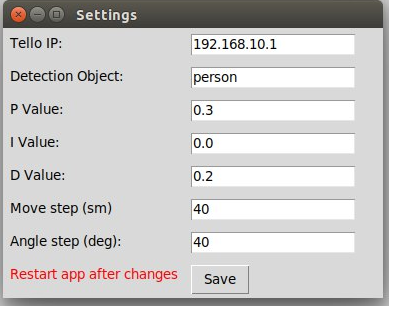 Settings
Tello IP: 192.168.10.1
Detection Object: person
P Value: 0.3
I Value: 0.0
D Value: 0.2
Move step (sm) 40
Angle step (deg): 40
Restart app after changes Save